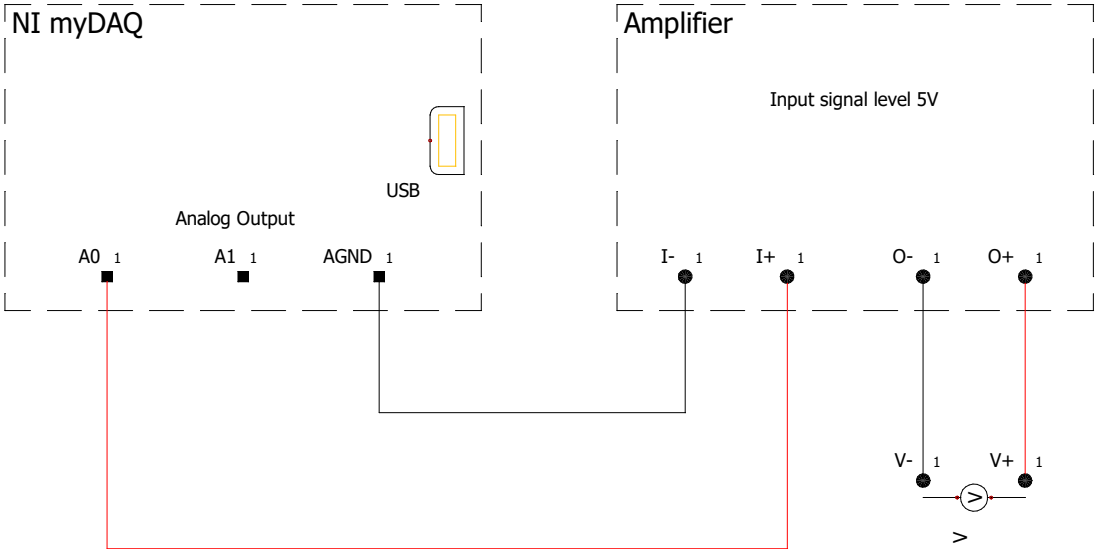 NI myDAQ
Amplifier
Input signal level 5V
USB
Analog Output
A0 1
A1 1
AGND 1
I- 1
I+ 1
O- 1
O+ 1
V- 1
V+ 1
V
V